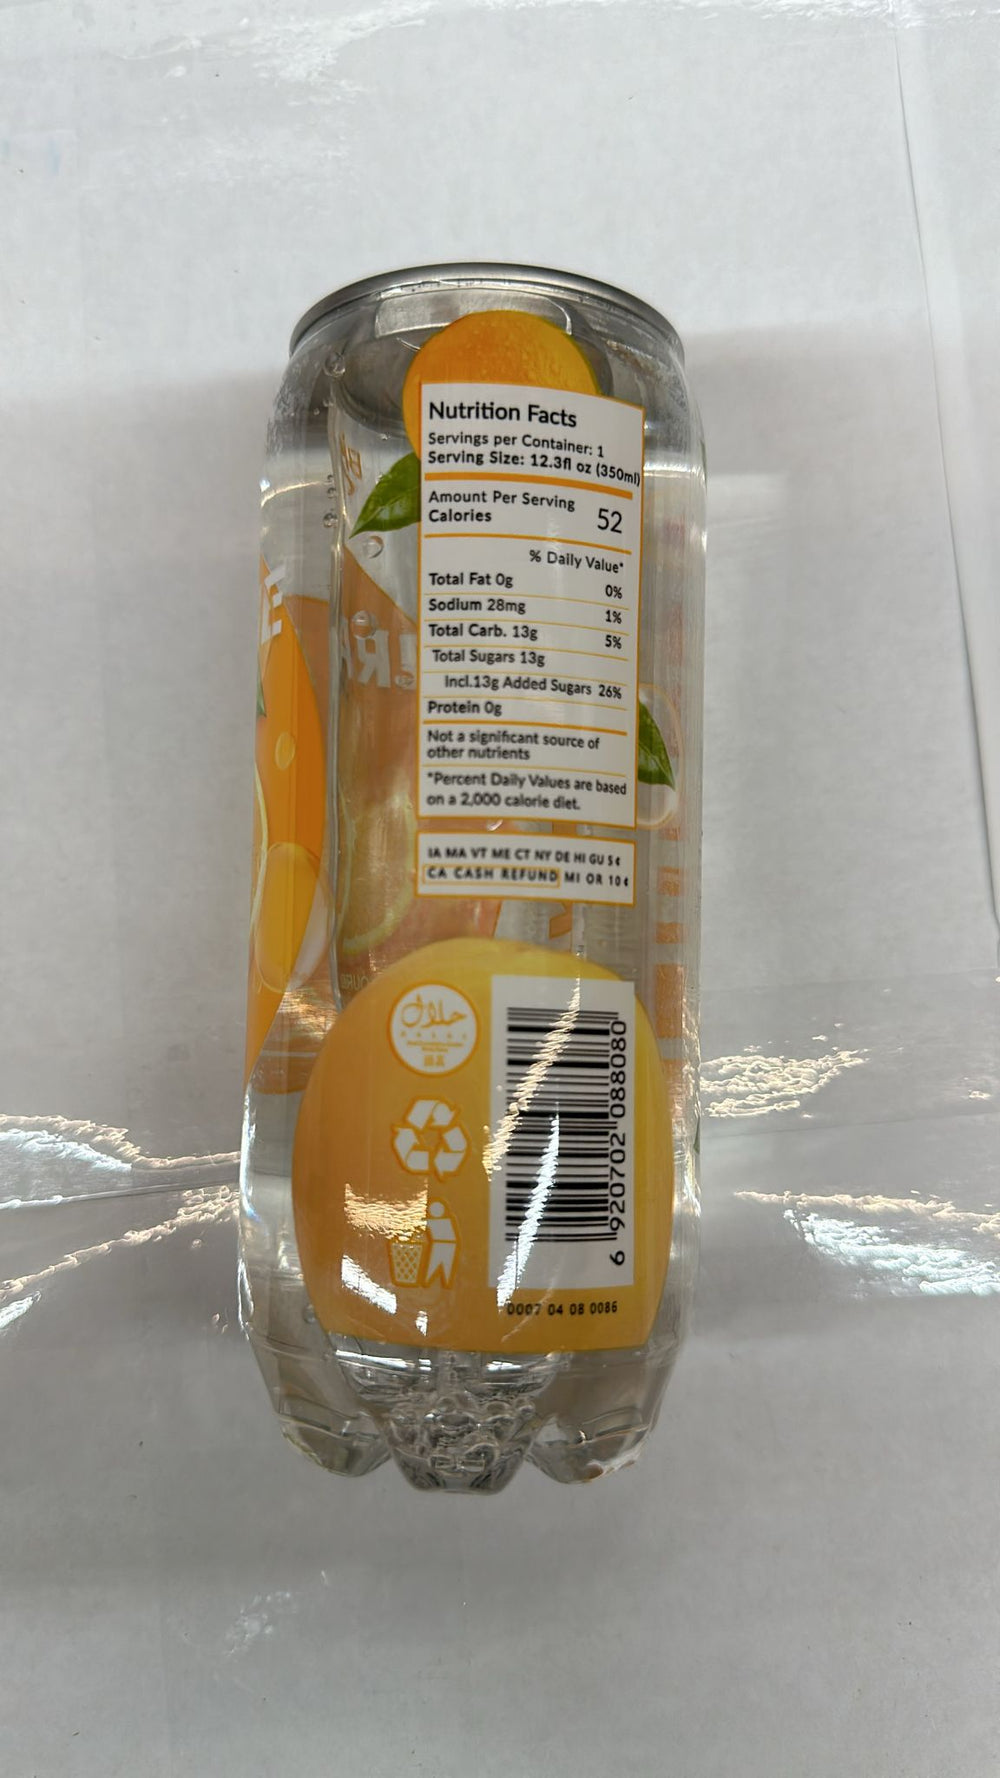 Nutrition Facts
Servings per Container: 1
Serving Size: 12.3fl oz (350ml)
Amount Per Serving
Calories 52
% Daily Value*
Total Fat 0g 0%
Sodium 28mg 1%
Total Carb. 13g 5%
Total Sugars 13g
Incl.13g Added Sugars 26%
Protein 0g
Not a significant source of
other nutrients
*Percent Daily Values are based
on a 2,000 calorie diet.
IA MA VT ME CT NY DE HI GU 5¢
CA CASH REFUND MI OR 10¢
حلال
HALAL
6 920702 088080
0007 04 08 0086